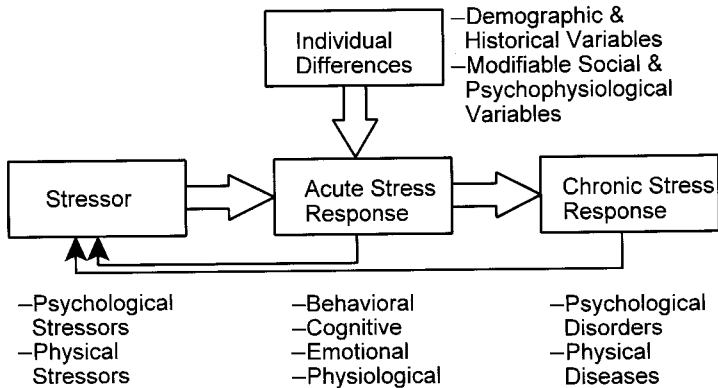 Individual
Differences
–Demographic &
Historical Variables
–Modifiable Social &
Psychophysiological
Variables
Stressor
Acute Stress
Response
Chronic Stress
Response
–Psychological
Stressors
–Physical
Stressors
–Behavioral
–Cognitive
–Emotional
–Physiological
–Psychological
Disorders
–Physical
Diseases